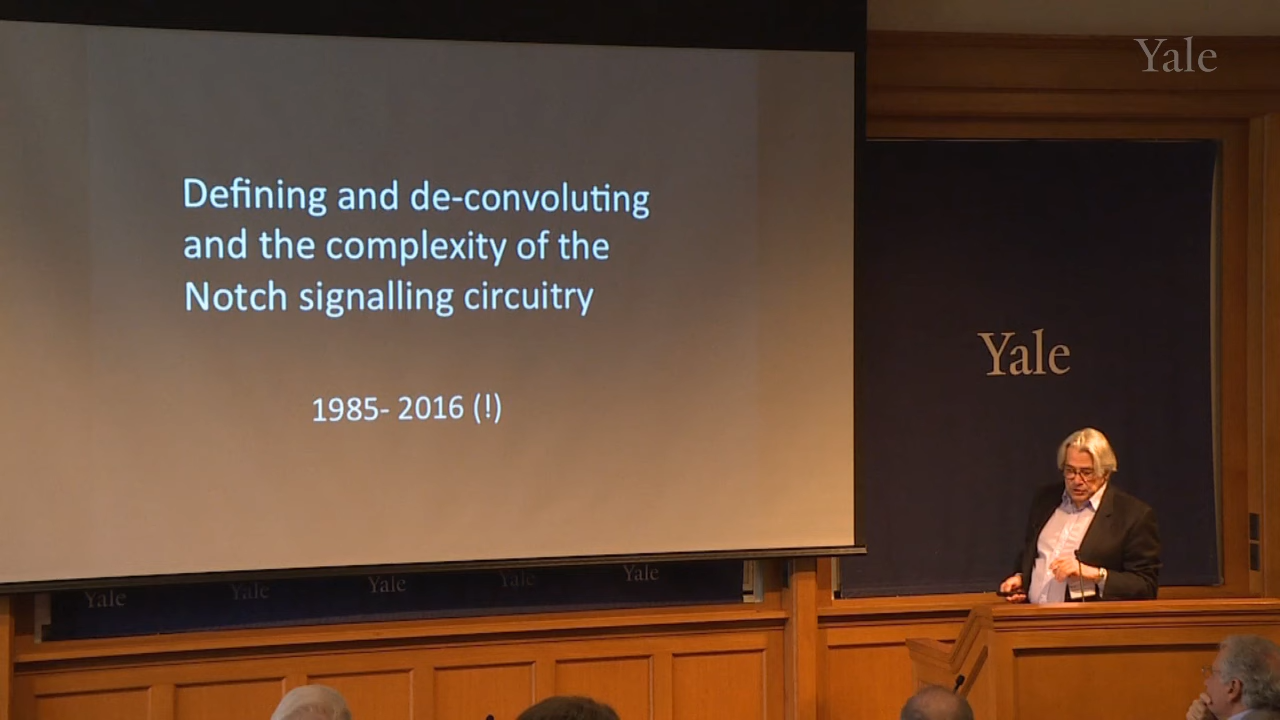 Yale
Defining and de-convoluting
and the complexity of the
Notch signalling circuitry
1985- 2016 (!)
Yale
Yale Yale Yale Yale Yale